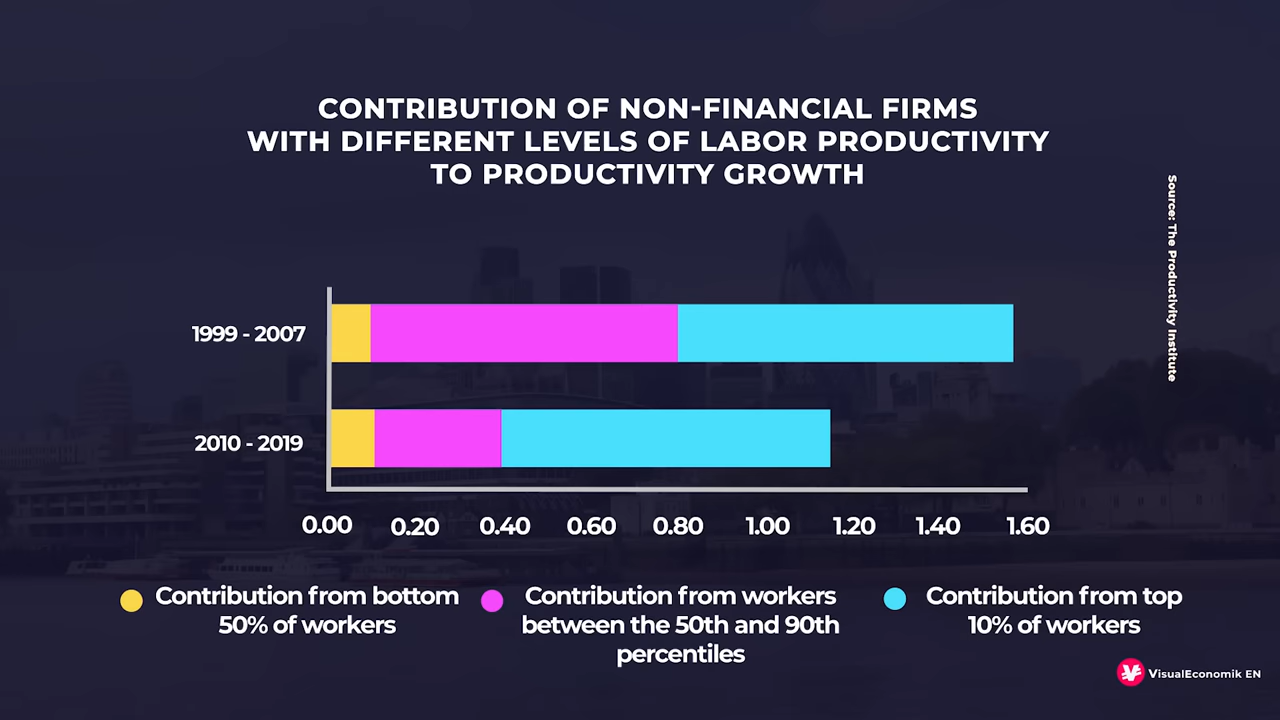 CONTRIBUTION OF NON-FINANCIAL FIRMS
WITH DIFFERENT LEVELS OF LABOR PRODUCTIVITY
TO PRODUCTIVITY GROWTH
Source: The Productivity Institute
1999 - 2007
2010 - 2019
0.00 0.20 0.40 0.60 0.80 1.00 1.20 1.40 1.60
Contribution from bottom
50% of workers
Contribution from workers
between the 50th and 90th
percentiles
Contribution from top
10% of workers
VisualEconomik EN